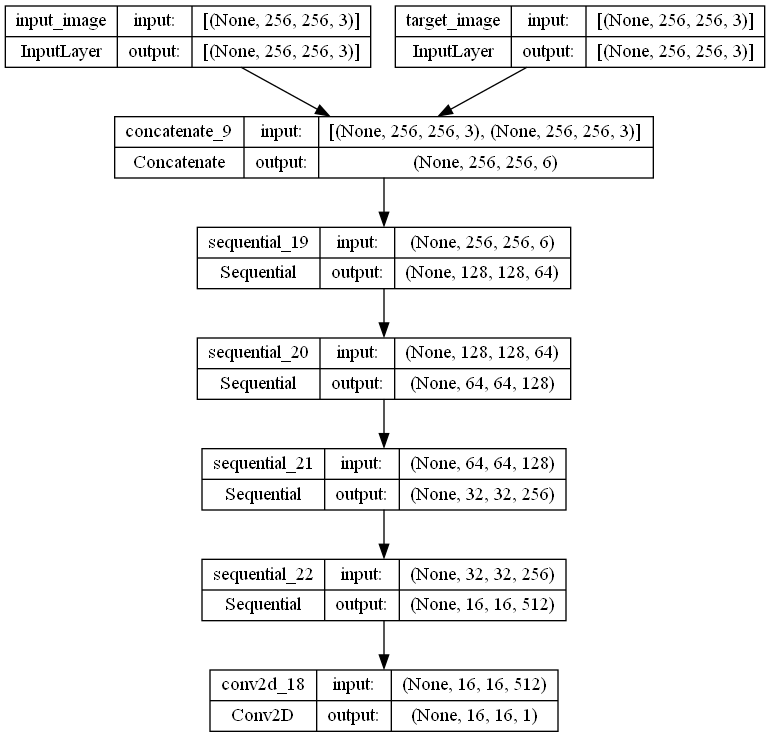 input_image input: [(None, 256, 256, 3)]
InputLayer output: [(None, 256, 256, 3)]
target_image input: [(None, 256, 256, 3)]
InputLayer output: [(None, 256, 256, 3)]
concatenate_9 input: [(None, 256, 256, 3), (None, 256, 256, 3)]
Concatenate output: (None, 256, 256, 6)
sequential_19 input: (None, 256, 256, 6)
Sequential output: (None, 128, 128, 64)
sequential_20 input: (None, 128, 128, 64)
Sequential output: (None, 64, 64, 128)
sequential_21 input: (None, 64, 64, 128)
Sequential output: (None, 32, 32, 256)
sequential_22 input: (None, 32, 32, 256)
Sequential output: (None, 16, 16, 512)
conv2d_18 input: (None, 16, 16, 512)
Conv2D output: (None, 16, 16, 1)